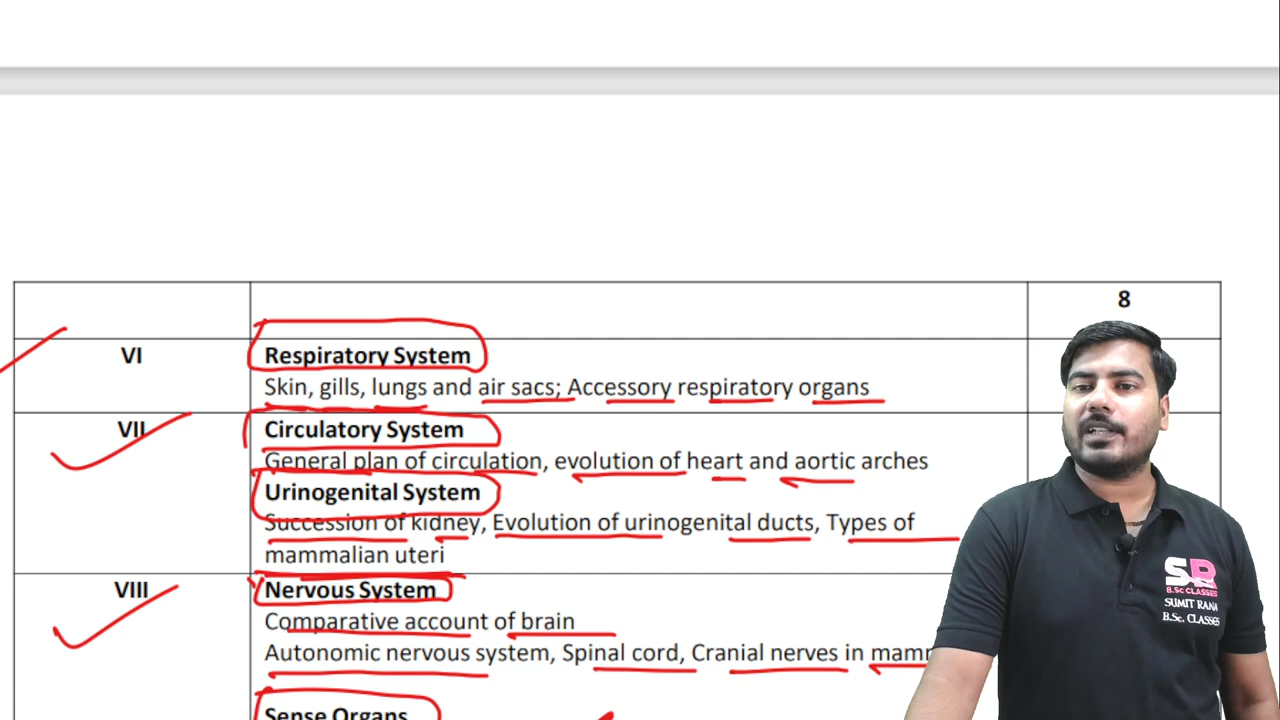 8
VI
Respiratory System
Skin, gills, lungs and air sacs; Accessory respiratory organs
VII
Circulatory System
General plan of circulation, evolution of heart and aortic arches
Urinogenital System
Succession of kidney, Evolution of urinogenital ducts, Types of
mammalian uteri
VIII
Nervous System
Comparative account of brain
Autonomic nervous system, Spinal cord, Cranial nerves in
Sense Organs
SR
B.SC CLASSES
SUMIT RANA
B.Sc. CLASSES